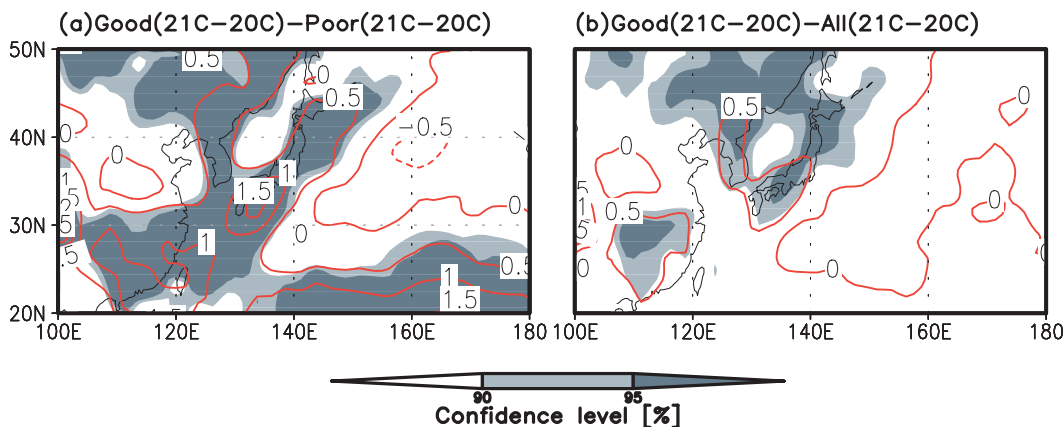 (a)Good(21C−20C)−Poor(21C−20C)
(b)Good(21C−20C)−All(21C−20C)
50N
40N
30N
20N
0.5
0
0.5
−0.5
0
0
1
1.5
1
0
0
1
0.5
1
1.5
0.5
0
0.5
0
0
0
100E
120E
140E
160E
180
100E
120E
140E
160E
180
90
95
Confidence level [%]